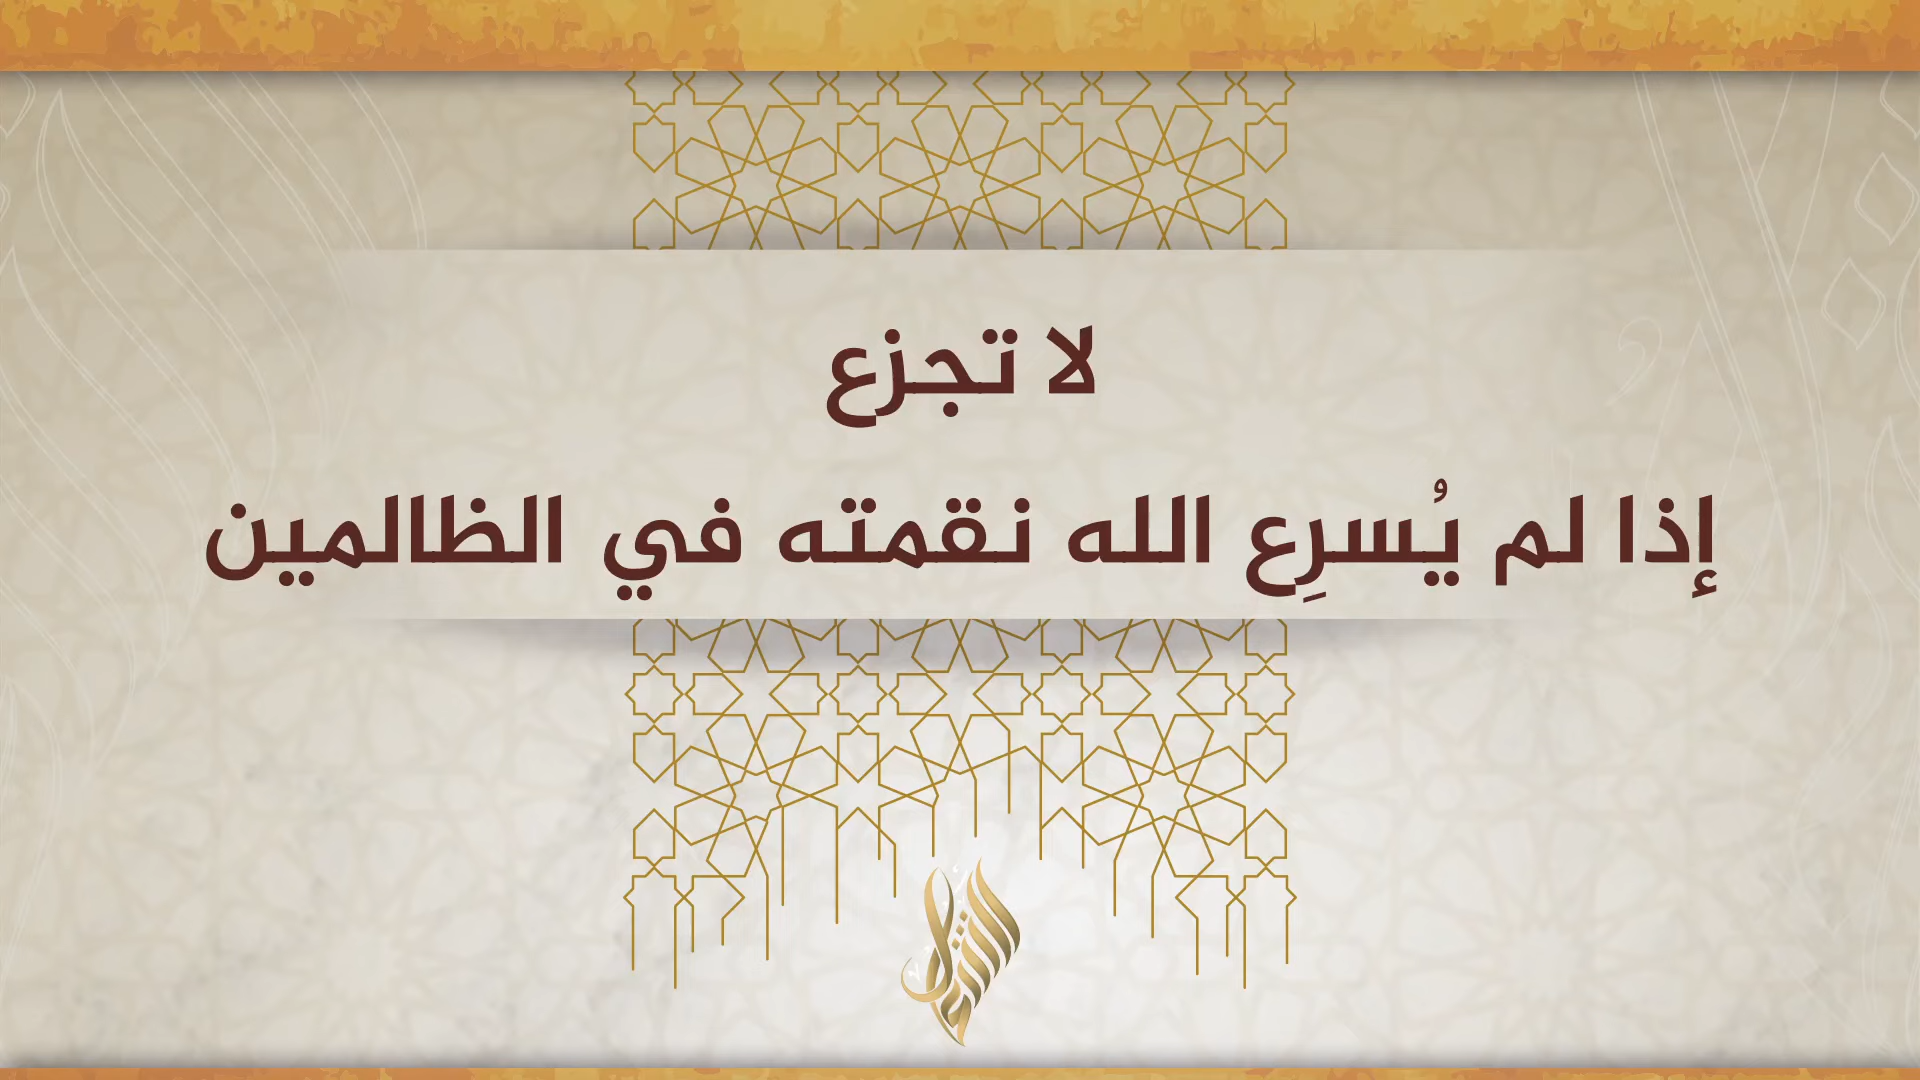 لا تجزع
إذا لم يُسرِع الله نقمته في الظالمين